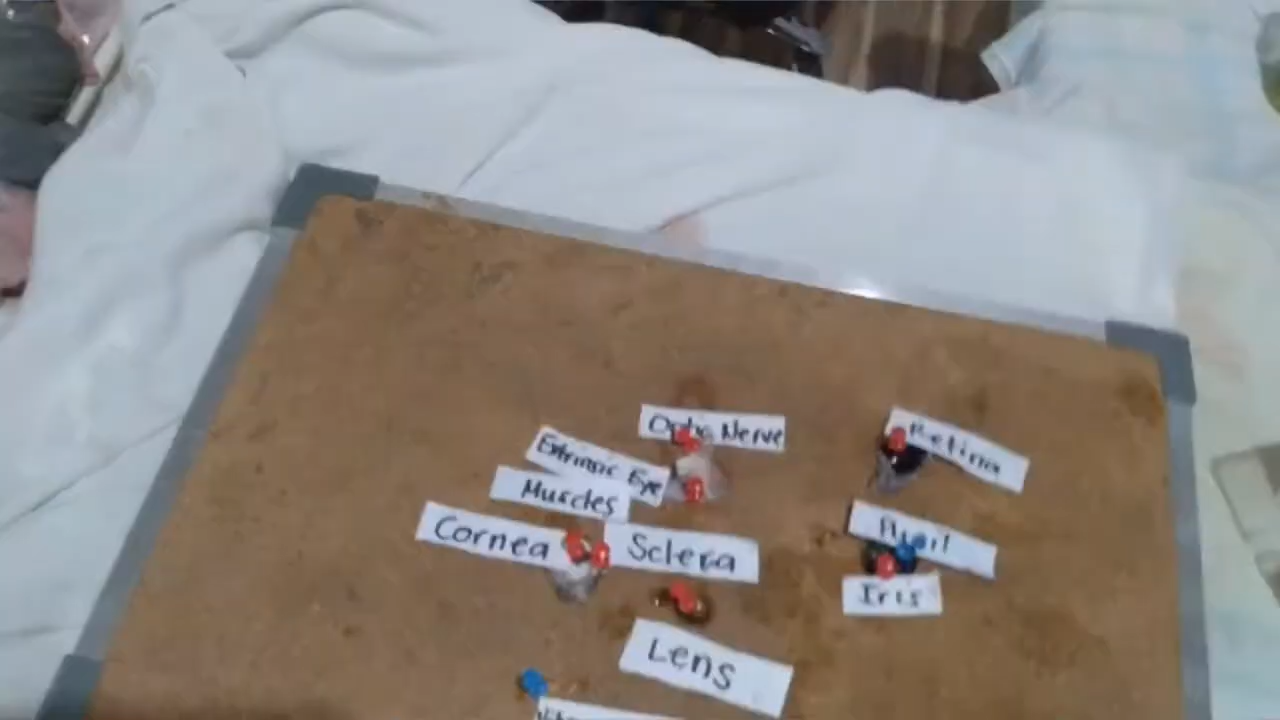 Optic Nerve
Retina
Extrinsic Eye
Muscles
Pupil
Cornea
Sclera
Iris
Lens